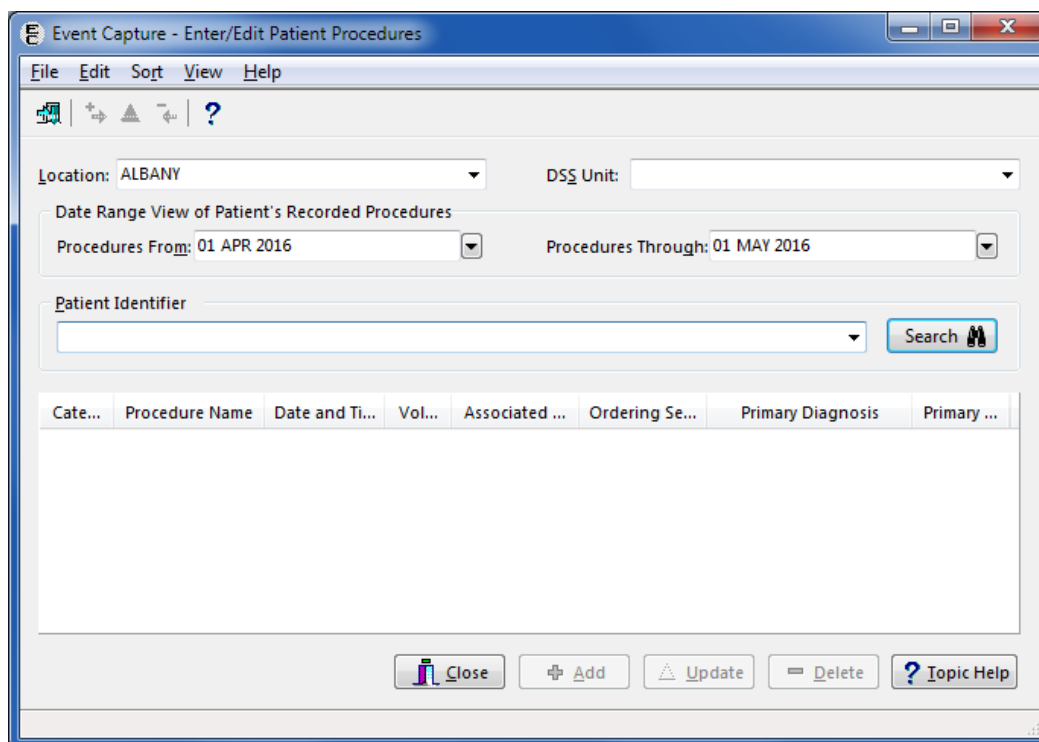 Event Capture - Enter/Edit Patient Procedures
File Edit Sort View Help
Location: ALBANY DSS Unit:
Date Range View of Patient's Recorded Procedures
Procedures From: 01 APR 2016 Procedures Through: 01 MAY 2016
Patient Identifier
Search
Cate... Procedure Name Date and Ti... Vol... Associated ... Ordering Se... Primary Diagnosis Primary ...
Close Add Update Delete ? Topic Help